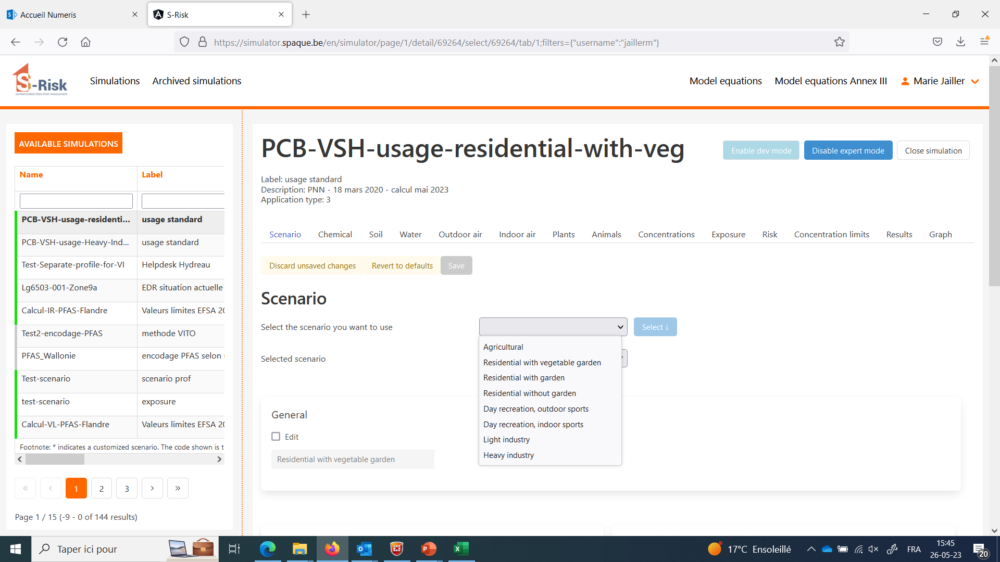 Accueil Numeris
S-Risk
https://simulator.spaque.be/en/simulator/page/1/detail/69264/select/69264/tab/1;filters={"username":"jaillerm"}
S-Risk
contaminated Sites RISK Assessment
Simulations
Archived simulations
Model equations
Model equations Annex III
Marie Jailler
AVAILABLE SIMULATIONS
Name Label
PCB-VSH-usage-residenti... usage standard
PCB-VSH-usage-Heavy-Ind... usage standard
Test-Separate-profile-for-VI Helpdesk Hydreau
Lg6503-001-Zone9a EDR situation actuelle
Calcul-IR-PFAS-Flandre Valeurs limites EFSA 20
Test2-encodage-PFAS methode VITO
PFAS_Wallonie encodage PFAS selon
Test-scenario scenario prof
test-scenario exposure
Calcul-VL-PFAS-Flandre Valeurs limites EFSA 20
Footnote: * indicates a customized scenario. The code shown is t
« ‹ 1 2 3 › »
Page 1 / 15 (-9 - 0 of 144 results)
PCB-VSH-usage-residential-with-veg
Enable dev mode
Disable expert mode
Close simulation
Label: usage standard
Description: PNN - 18 mars 2020 - calcul mai 2023
Application type: 3
Scenario Chemical Soil Water Outdoor air Indoor air Plants Animals Concentrations Exposure Risk Concentration limits Results Graph
Discard unsaved changes
Revert to defaults
Save
Scenario
Select the scenario you want to use
Select ↓
Agricultural
Residential with vegetable garden
Residential with garden
Residential without garden
Day recreation, outdoor sports
Day recreation, indoor sports
Light industry
Heavy industry
Selected scenario
General
Edit
Residential with vegetable garden
Taper ici pour
17°C Ensoleillé
FRA
15:45
26-05-23
20